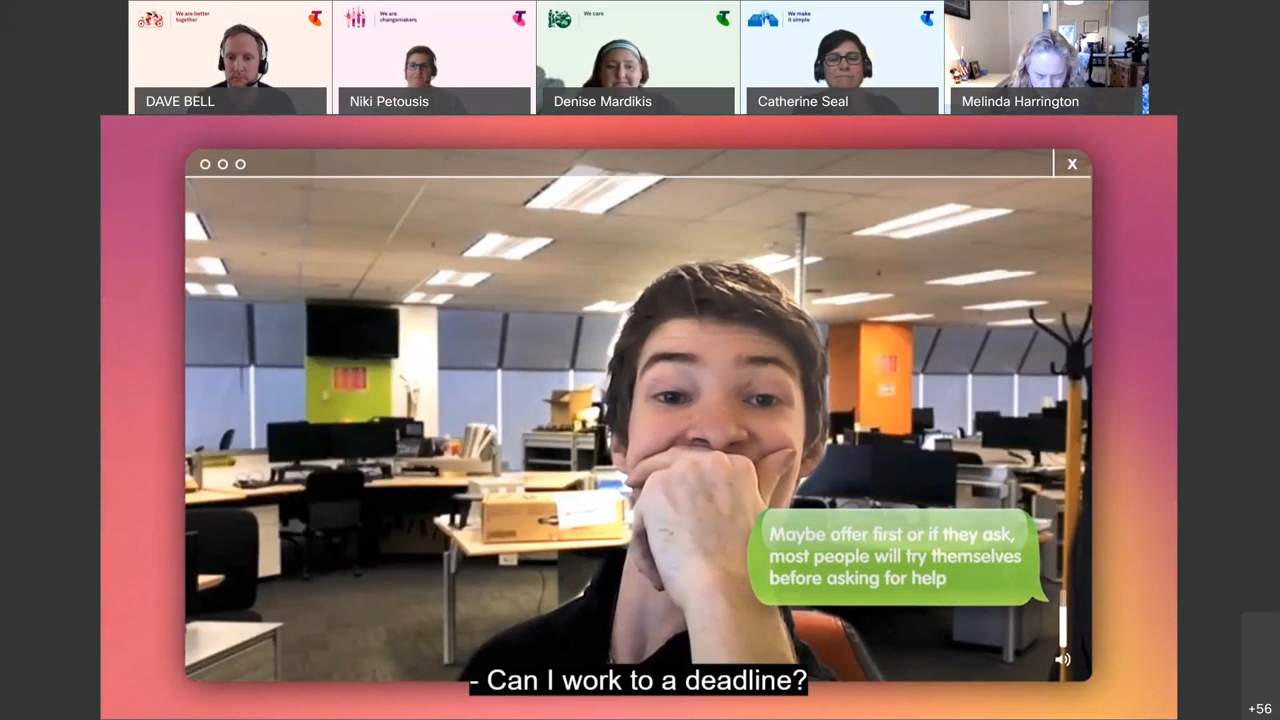 We are better
together
We are
changemakers
We care
We make
it simple
DAVE BELL
Niki Petousis
Denise Mardikis
Catherine Seal
Melinda Harrington
X
Maybe offer first or if they ask,
most people will try themselves
before asking for help
- Can I work to a deadline?
+56